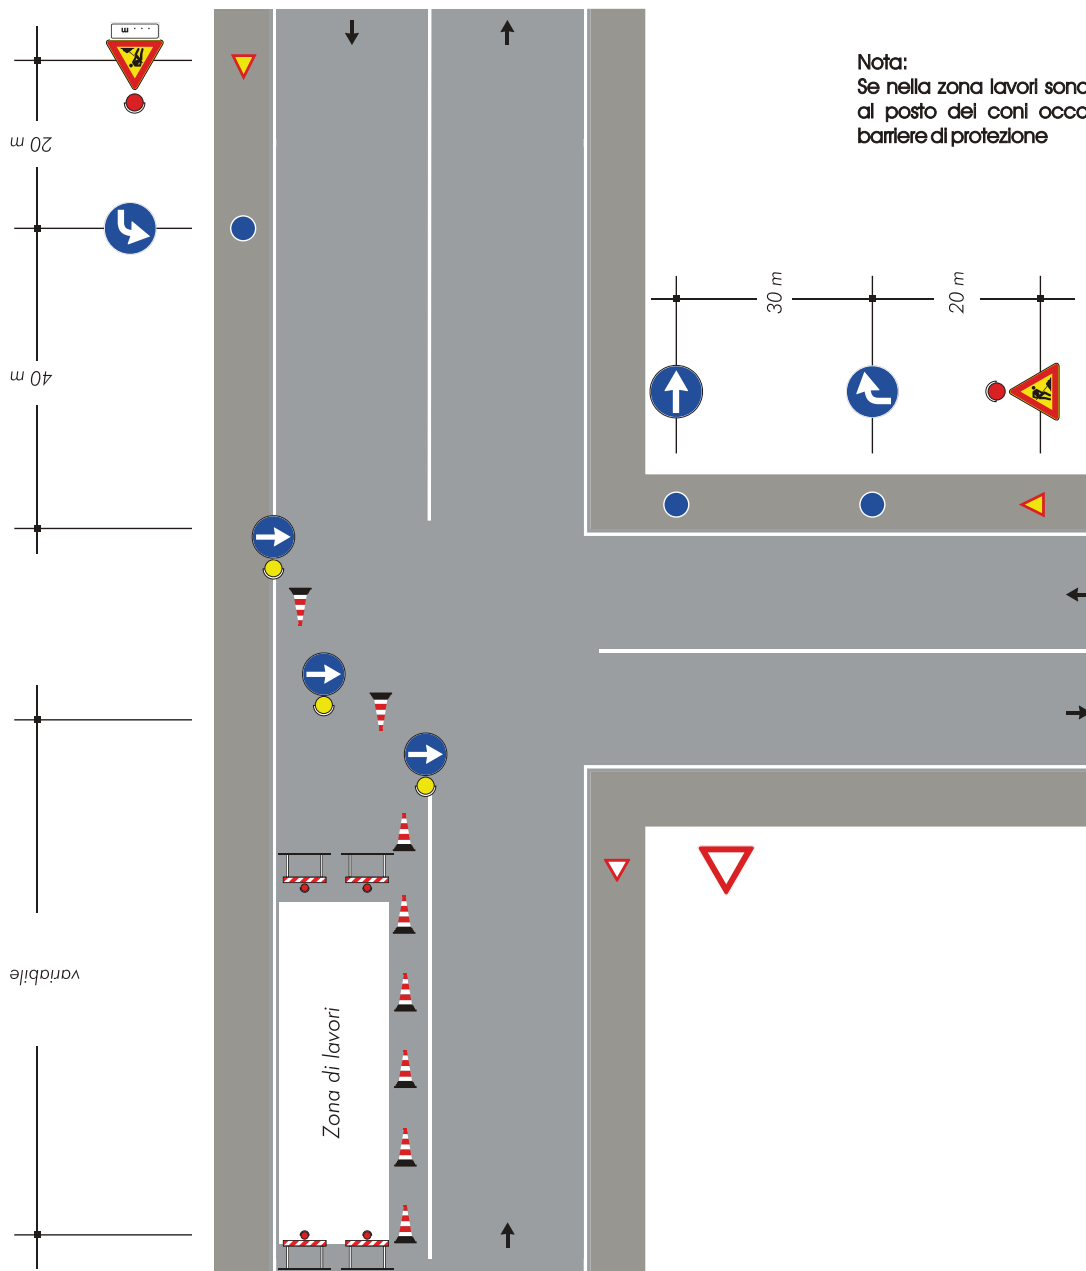 20 m
Nota:
Se nella zona lavori sono
al posto dei coni occo
barriere di protezione
30 m
20 m
40 m
variabile
Zona di lavori